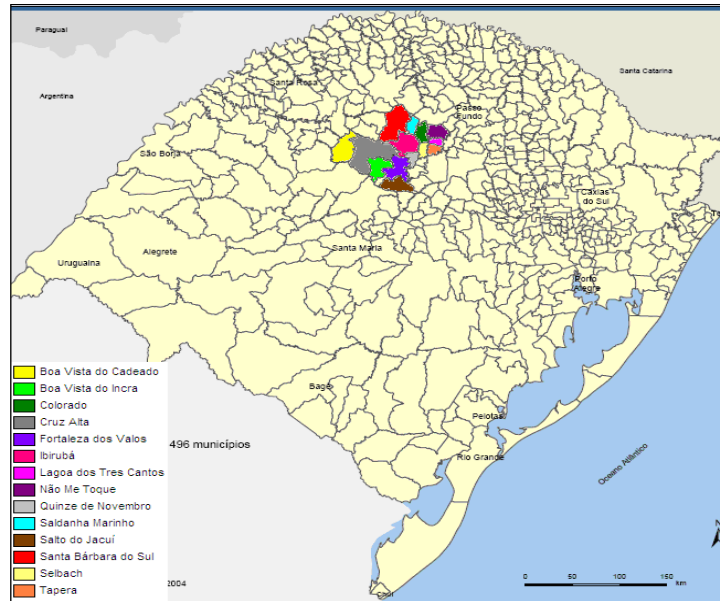 Paraguai
Santa Catarina
Santa Rosa
Argentina
Passo
Fundo
São Borja
Caxias
do Sul
Santa Maria
Alegrete
Uruguaina
Porto
Alegre
Boa Vista do Cadeado
Boa Vista do Incra
Colorado
Cruz Alta
Fortaleza dos Valos
Ibirubá
Lagoa dos Tres Cantos
Não Me Toque
Quinze de Novembro
Saldanha Marinho
Salto do Jacuí
Santa Bárbara do Sul
Selbach
Tapera
Bagé
Pelotas
496 municípios
Rio Grande
Oceano Atlântico
N
2004
0 50 100 150
km